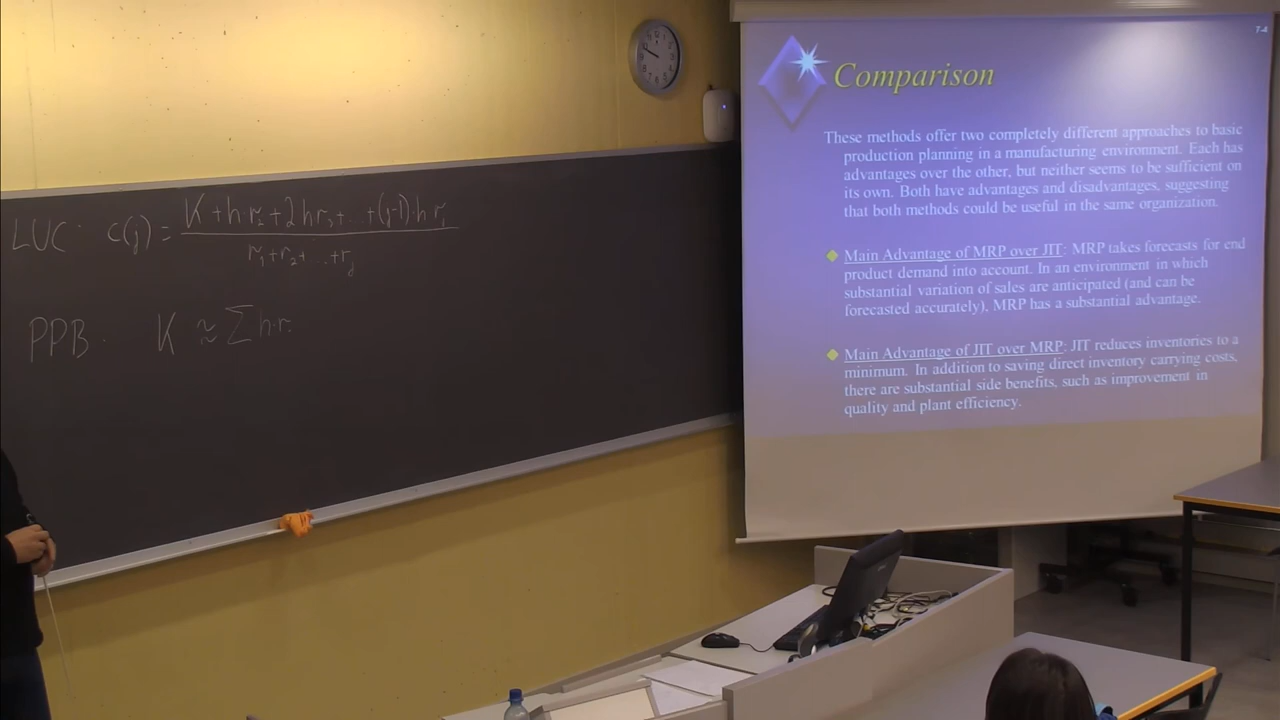 LUC: c(j) = K + h r2 + 2 h r3 + ... + (j-1) · h rj
r1 + r2 + ... + rj
PPB. K ≈ ∑ h · r
7-4
Comparison
These methods offer two completely different approaches to basic
production planning in a manufacturing environment. Each has
advantages over the other, but neither seems to be sufficient on
its own. Both have advantages and disadvantages, suggesting
that both methods could be useful in the same organization.
Main Advantage of MRP over JIT: MRP takes forecasts for end
product demand into account. In an environment in which
substantial variation of sales are anticipated (and can be
forecasted accurately), MRP has a substantial advantage.
Main Advantage of JIT over MRP: JIT reduces inventories to a
minimum. In addition to saving direct inventory carrying costs,
there are substantial side benefits, such as improvement in
quality and plant efficiency.